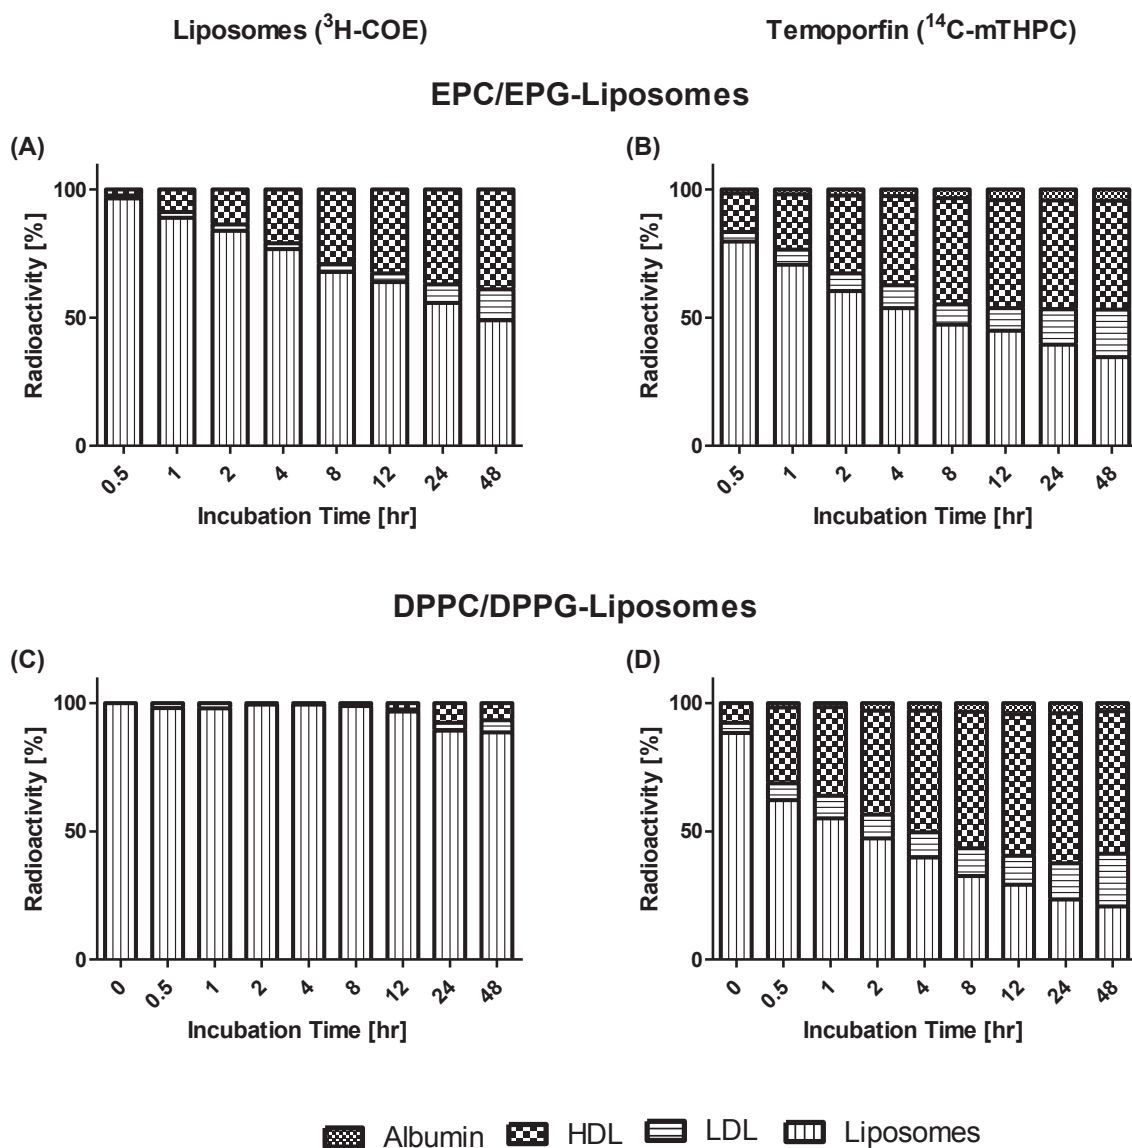 Liposomes (³H-COE) Temoporfin (¹⁴C-mTHPC)
EPC/EPG-Liposomes
(A) (B)
Radioactivity [%] 100 50 0
0.5 1 2 4 8 12 24 48
Incubation Time [hr]
Radioactivity [%] 100 50 0
0.5 1 2 4 8 12 24 48
Incubation Time [hr]
DPPC/DPPG-Liposomes
(C) (D)
Radioactivity [%] 100 50 0
0 0.5 1 2 4 8 12 24 48
Incubation Time [hr]
Radioactivity [%] 100 50 0
0 0.5 1 2 4 8 12 24 48
Incubation Time [hr]
Albumin HDL LDL Liposomes